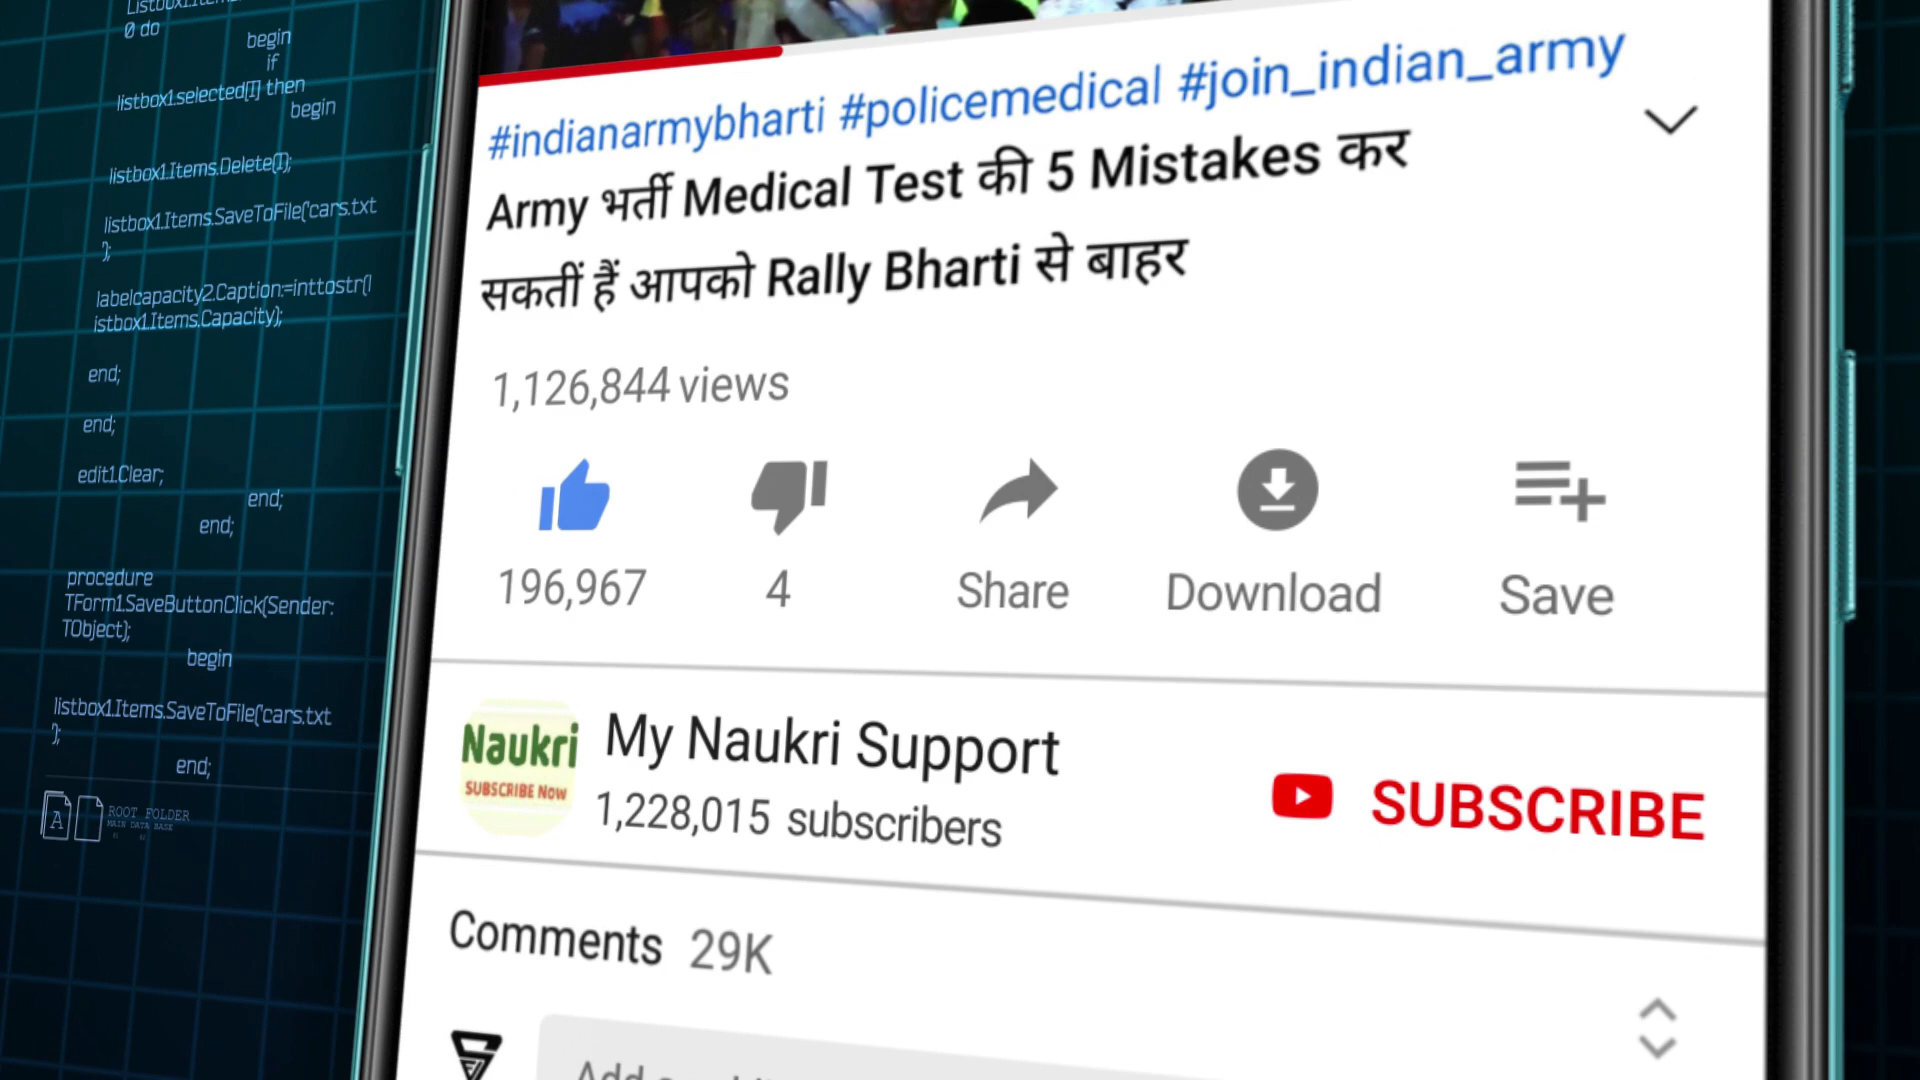 0 do
begin
if
listbox1.selected[I] then
begin
listbox1.Items.Delete(I);
listbox1.Items.SaveToFile('cars.txt
');
labelcapacity2.Caption:=inttostr(l
istbox1.Items.Capacity);
end;
end;
edit1.Clear;
end;
end;
procedure
TForm1.SaveButtonClick(Sender:
TObject);
begin
listbox1.Items.SaveToFile('cars.txt
');
end;
A
ROOT FOLDER
MAIN DATA BASE
#indianarmybharti #policemedical #join_indian_army
Army भर्ती Medical Test की 5 Mistakes कर
सकतीं हैं आपको Rally Bharti से बाहर
1,126,844 views
196,967
4
Share
Download
Save
Naukri
SUBSCRIBE NOW
My Naukri Support
1,228,015 subscribers
SUBSCRIBE
Comments 29K